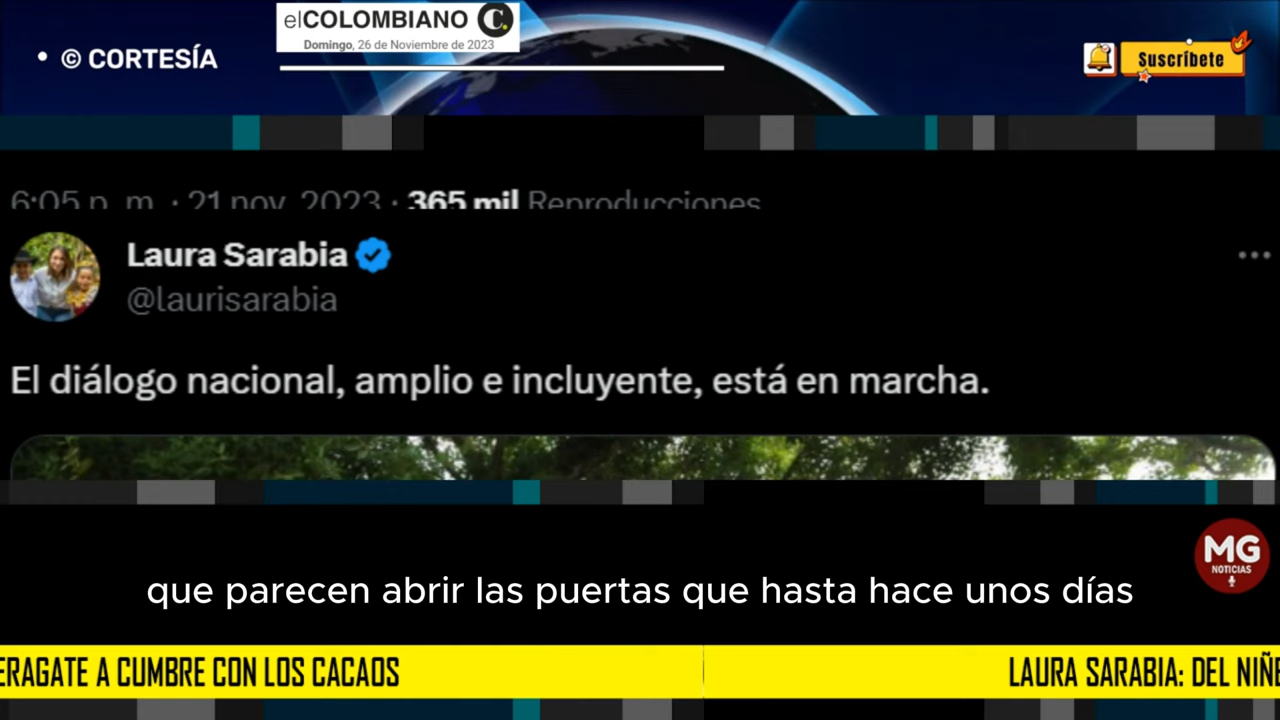 elCOLOMBIANO C.
Domingo, 26 de Noviembre de 2023
• © CORTESÍA
Suscríbete
6:05 p. m. · 21 nov. 2023 · 365 mil Reproducciones
Laura Sarabia
@laurisarabia
El diálogo nacional, amplio e incluyente, está en marcha.
MG
NOTICIAS
que parecen abrir las puertas que hasta hace unos días
ERAGATE A CUMBRE CON LOS CACAOS
LAURA SARABIA: DEL NIÑE